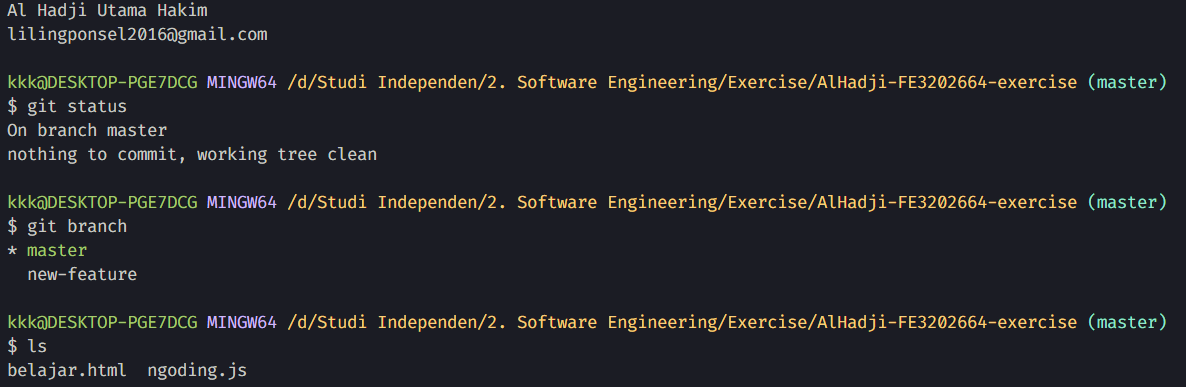 Al Hadji Utama Hakim
lilingponsel2016@gmail.com
kkk@DESKTOP-PGE7DCG MINGW64 /d/Studi Independen/2. Software Engineering/Exercise/AlHadji-FE3202664-exercise (master)
$ git status
On branch master
nothing to commit, working tree clean
kkk@DESKTOP-PGE7DCG MINGW64 /d/Studi Independen/2. Software Engineering/Exercise/AlHadji-FE3202664-exercise (master)
$ git branch
* master
  new-feature
kkk@DESKTOP-PGE7DCG MINGW64 /d/Studi Independen/2. Software Engineering/Exercise/AlHadji-FE3202664-exercise (master)
$ ls
belajar.html  ngoding.js